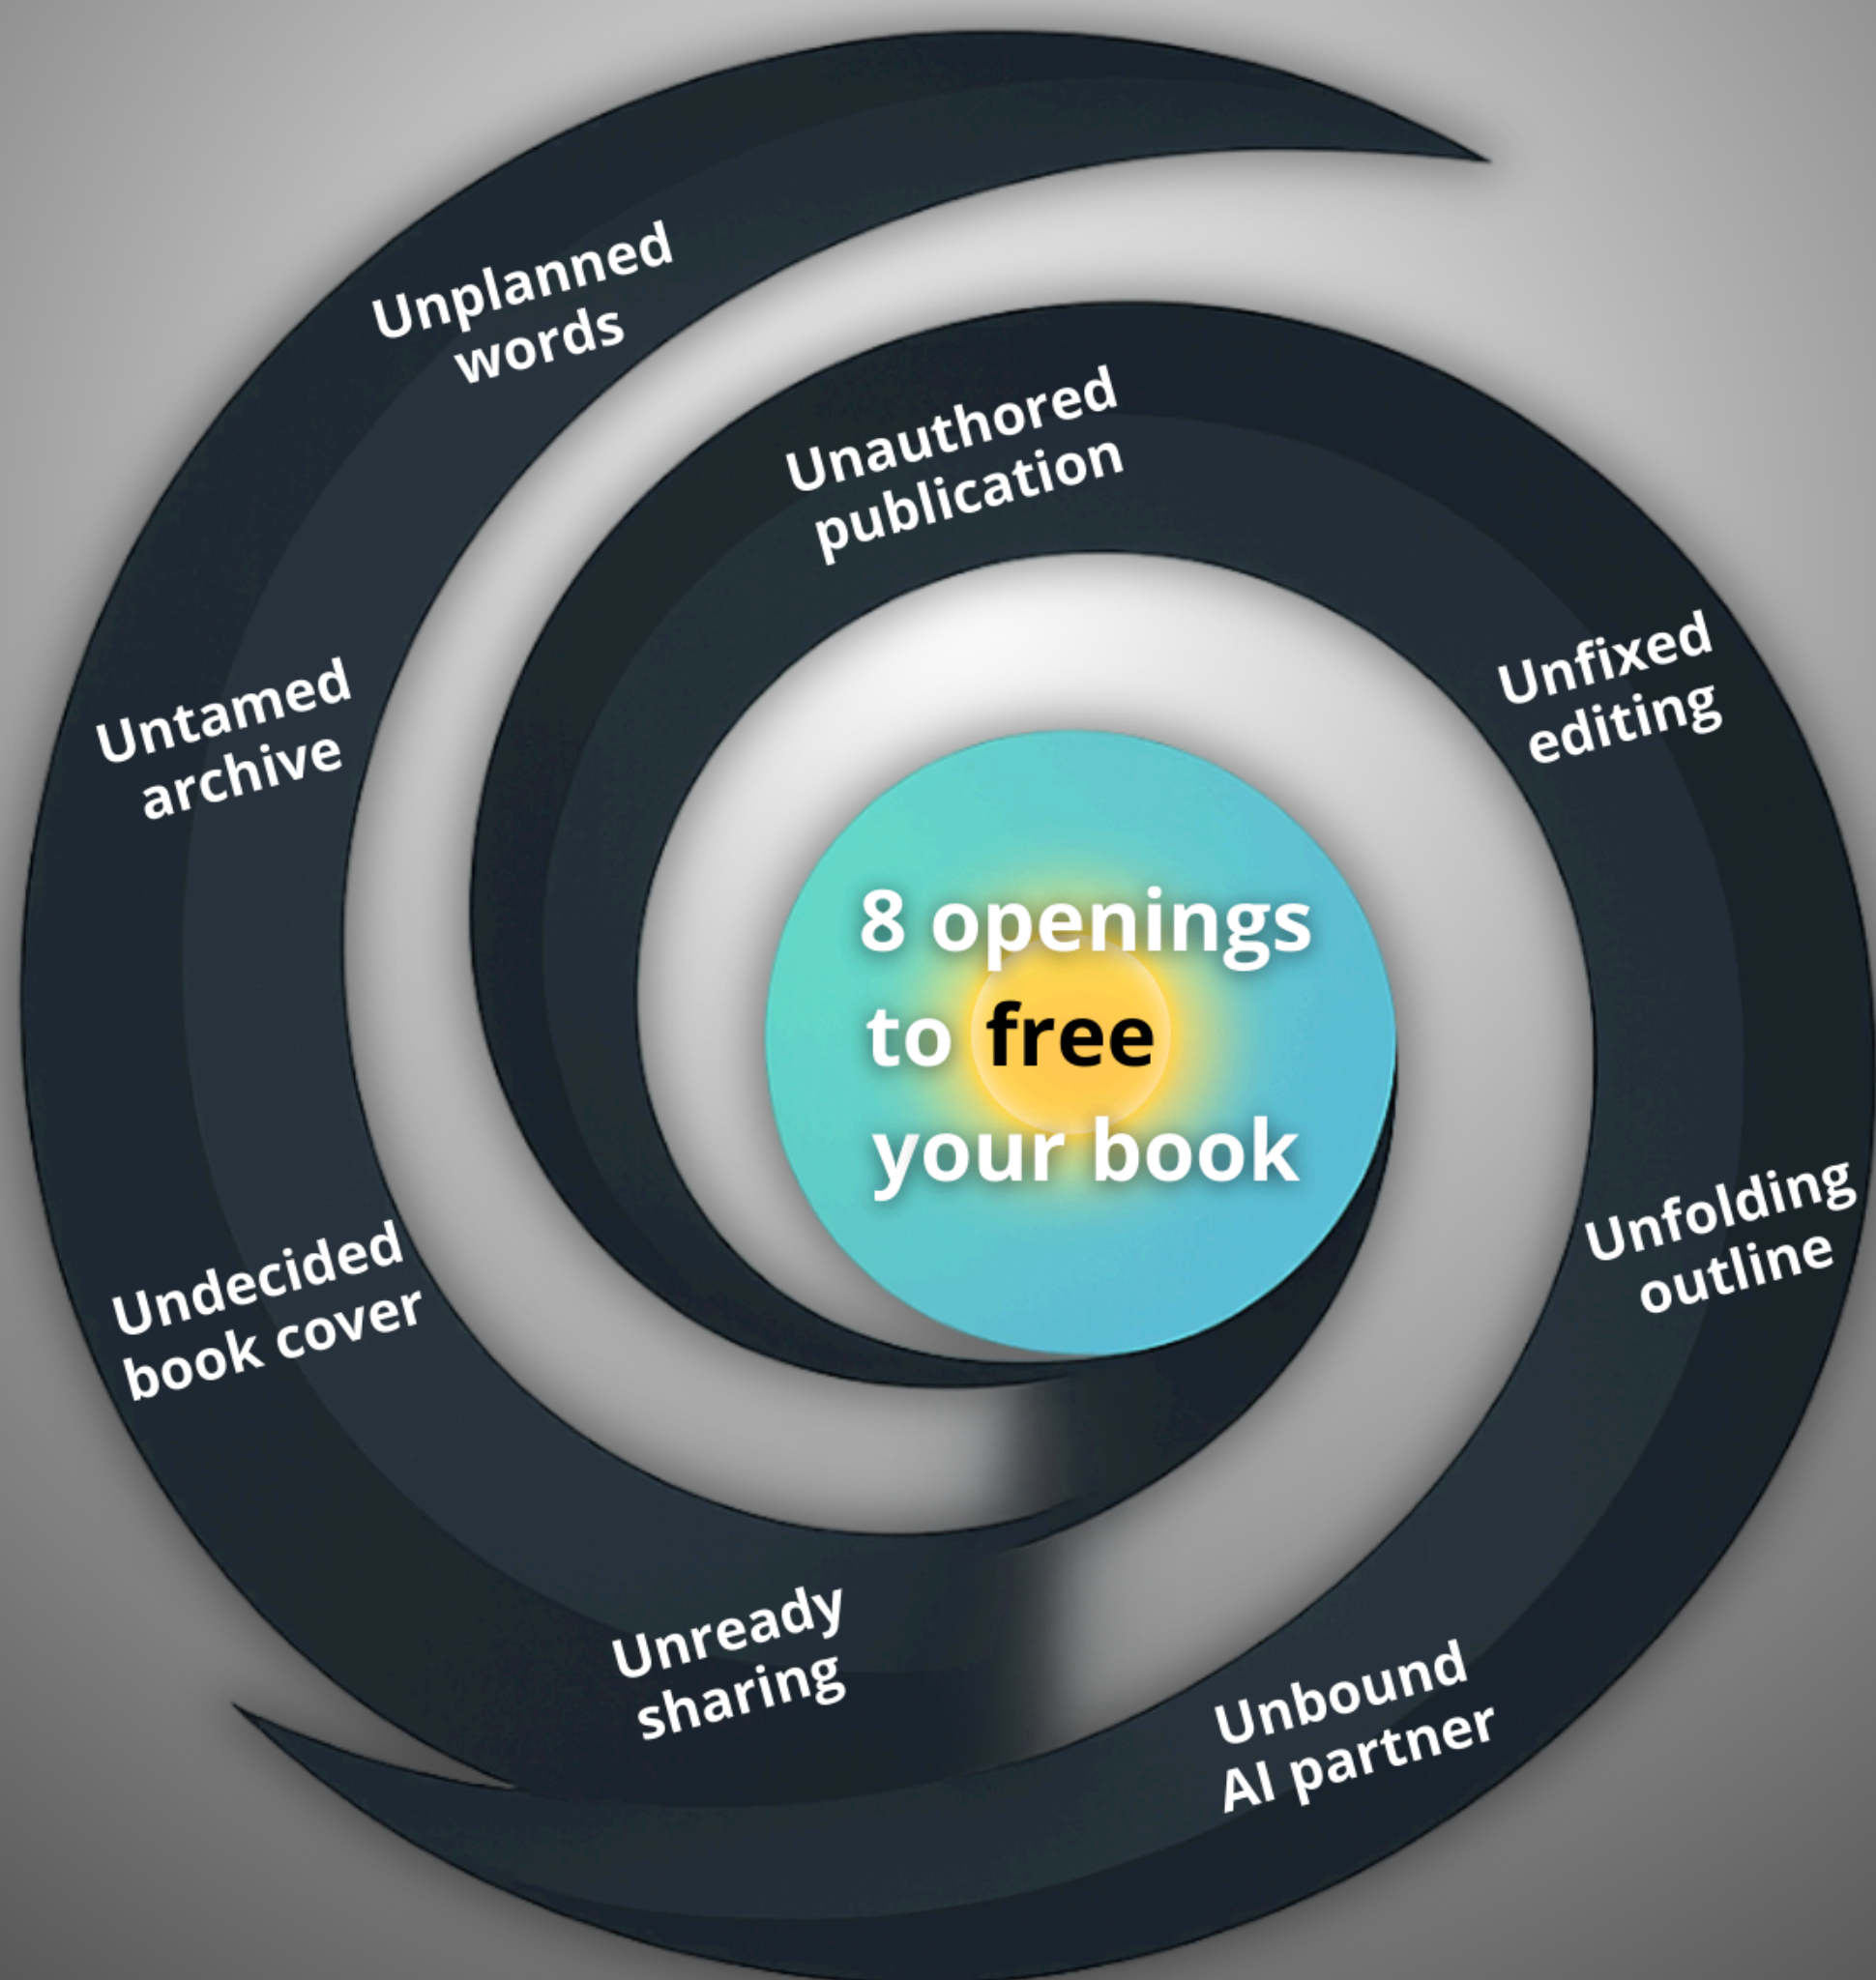 Unplanned
words
Unauthored
publication
Unfixed
editing
Untamed
archive
8 openings
to free
your book
Unfolding
outline
Undecided
book cover
Unready
sharing
Unbound
AI partner